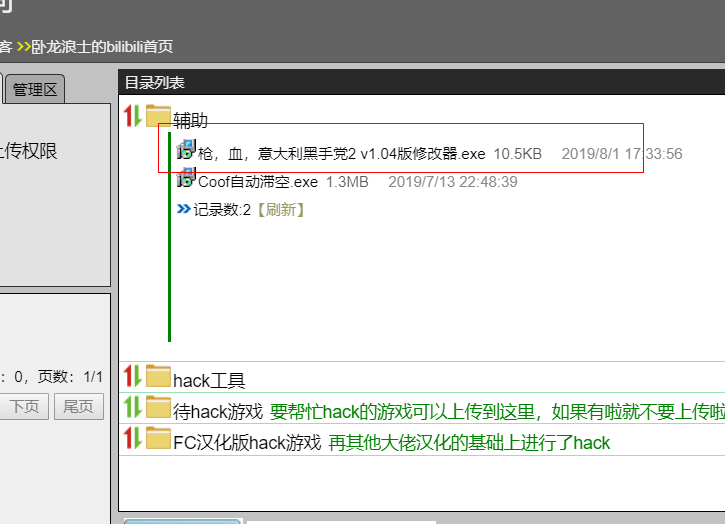 客 >>卧龙浪士的bilibili首页
管理区
目录列表
辅助
上传权限
枪，血，意大利黑手党2 v1.04版修改器.exe 10.5KB 2019/8/1 17:33:56
Coof自动滞空.exe 1.3MB 2019/7/13 22:48:39
记录数:2【刷新】
：0，页数：1/1
hack工具
下页 尾页
待hack游戏 要帮忙hack的游戏可以上传到这里，如果有啦就不要上传啦
FC汉化版hack游戏 再其他大佬汉化的基础上进行了hack